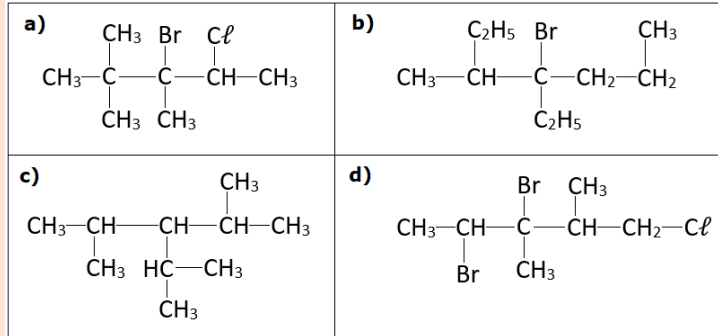 a)
CH₃ Br Cℓ
CH₃ C C CH CH₃
CH₃ CH₃
b)
C₂H₅ Br CH₃
CH₃ CH C CH₂ CH₂
C₂H₅
c)
CH₃
CH₃ CH CH CH CH₃
CH₃ HC CH₃
CH₃
d)
Br CH₃
CH₃ CH C CH CH₂ Cℓ
Br CH₃